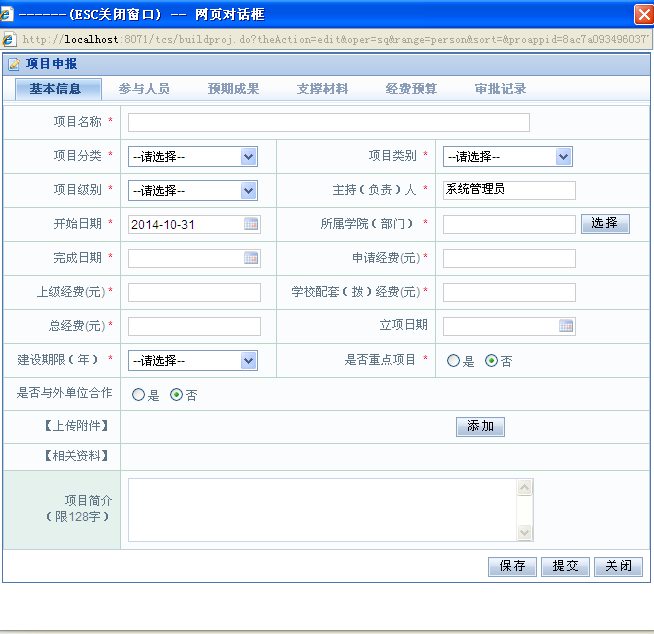 ------(ESC关闭窗口) -- 网页对话框
http://localhost:8071/tcs/buildproj.do?theAction=edit&oper=sq&range=person&sort=&proappid=8ac7a093496037
项目申报
基本信息 参与人员 预期成果 支撑材料 经费预算 审批记录
项目名称 *
项目分类 * --请选择-- 项目类别 * --请选择--
项目级别 * --请选择-- 主持（负责）人 * 系统管理员
开始日期 * 2014-10-31 所属学院（部门） * 选择
完成日期 * 申请经费(元) *
上级经费(元) * 学校配套（拨）经费(元) *
总经费(元) * 立项日期
建设期限（年） * --请选择-- 是否重点项目 * 是 否
是否与外单位合作 是 否
【上传附件】 添加
【相关资料】
项目简介
（限128字）
保存 提交 关闭